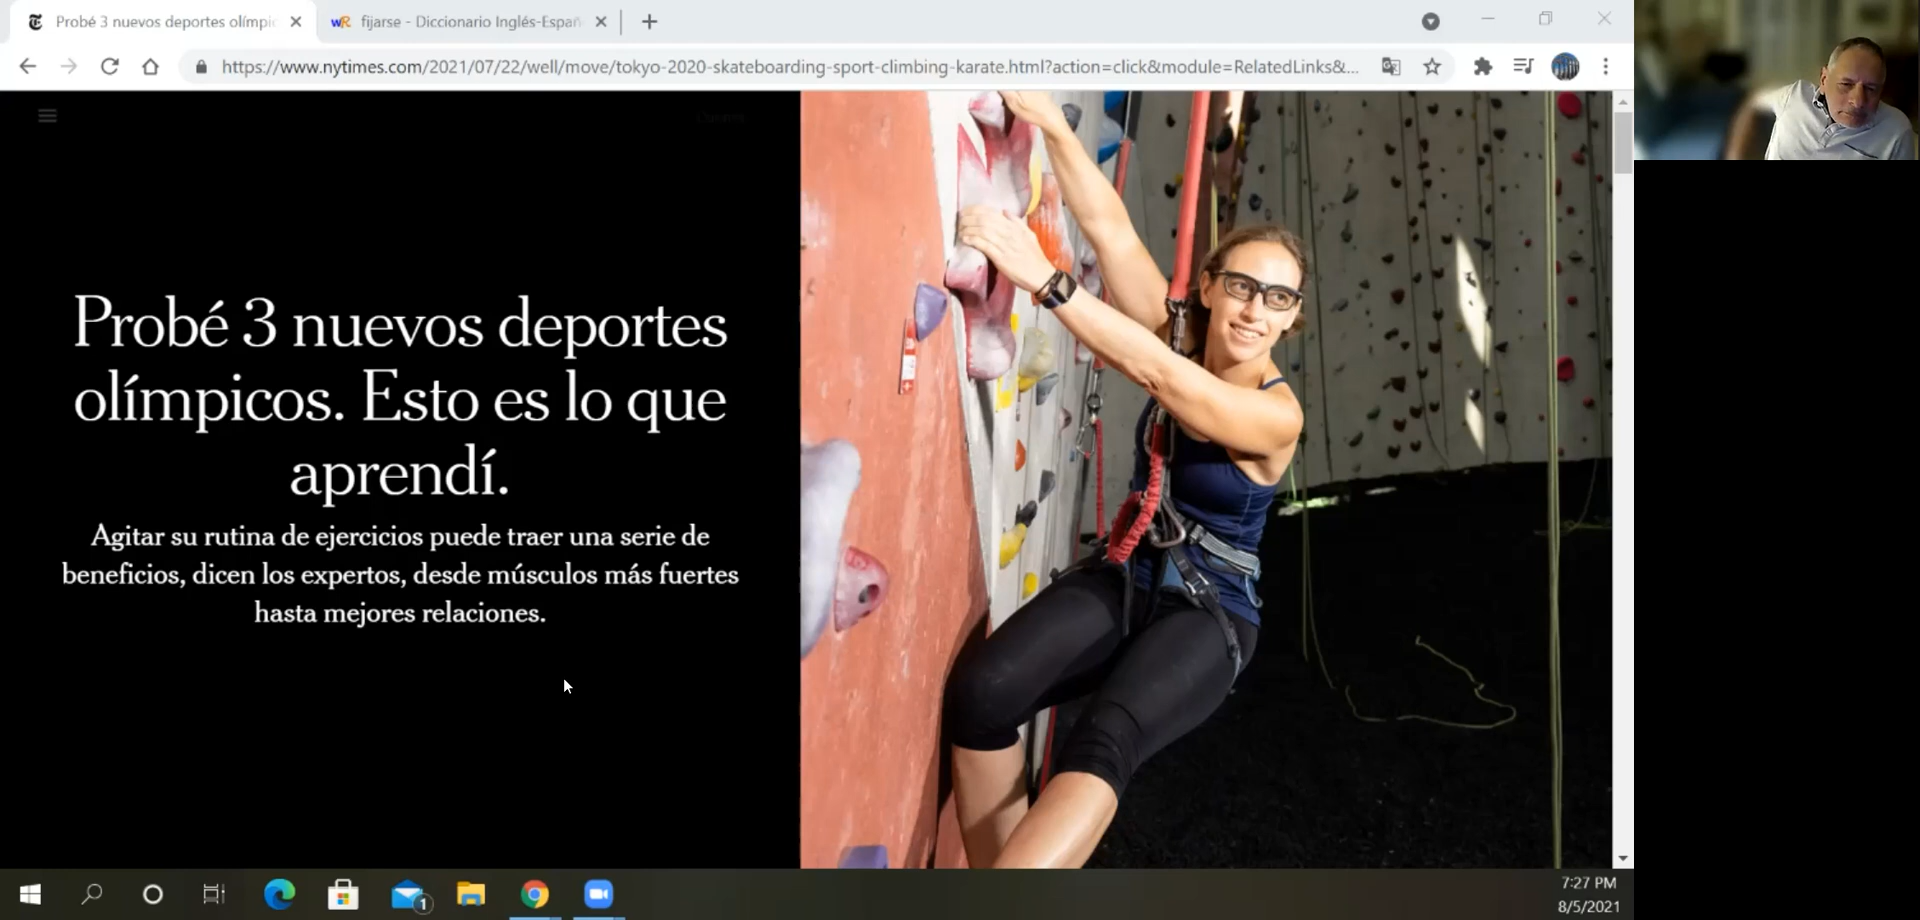 Probé 3 nuevos deportes olímpic
fijarse - Diccionario Inglés-Españ
https://www.nytimes.com/2021/07/22/well/move/tokyo-2020-skateboarding-sport-climbing-karate.html?action=click&module=RelatedLinks&...
Probé 3 nuevos deportes
olímpicos. Esto es lo que
aprendí.
Agitar su rutina de ejercicios puede traer una serie de
beneficios, dicen los expertos, desde músculos más fuertes
hasta mejores relaciones.
1
7:27 PM
8/5/2021